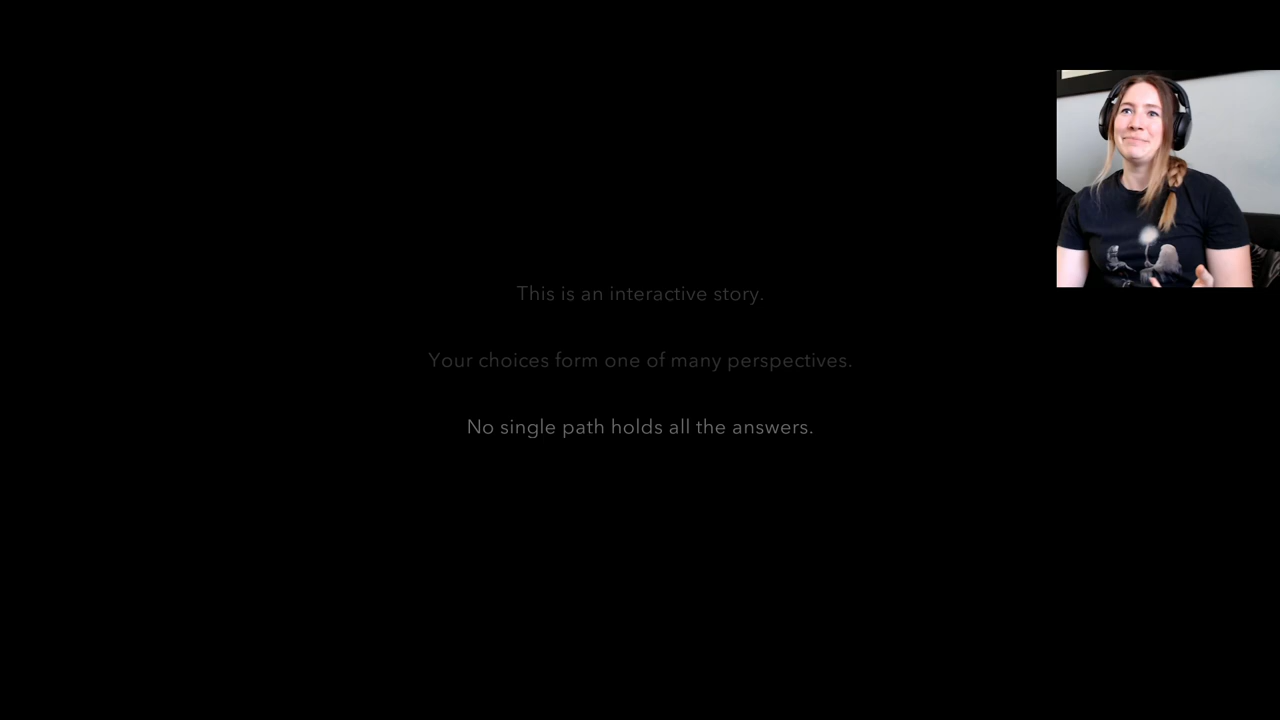 This is an interactive story.
Your choices form one of many perspectives.
No single path holds all the answers.